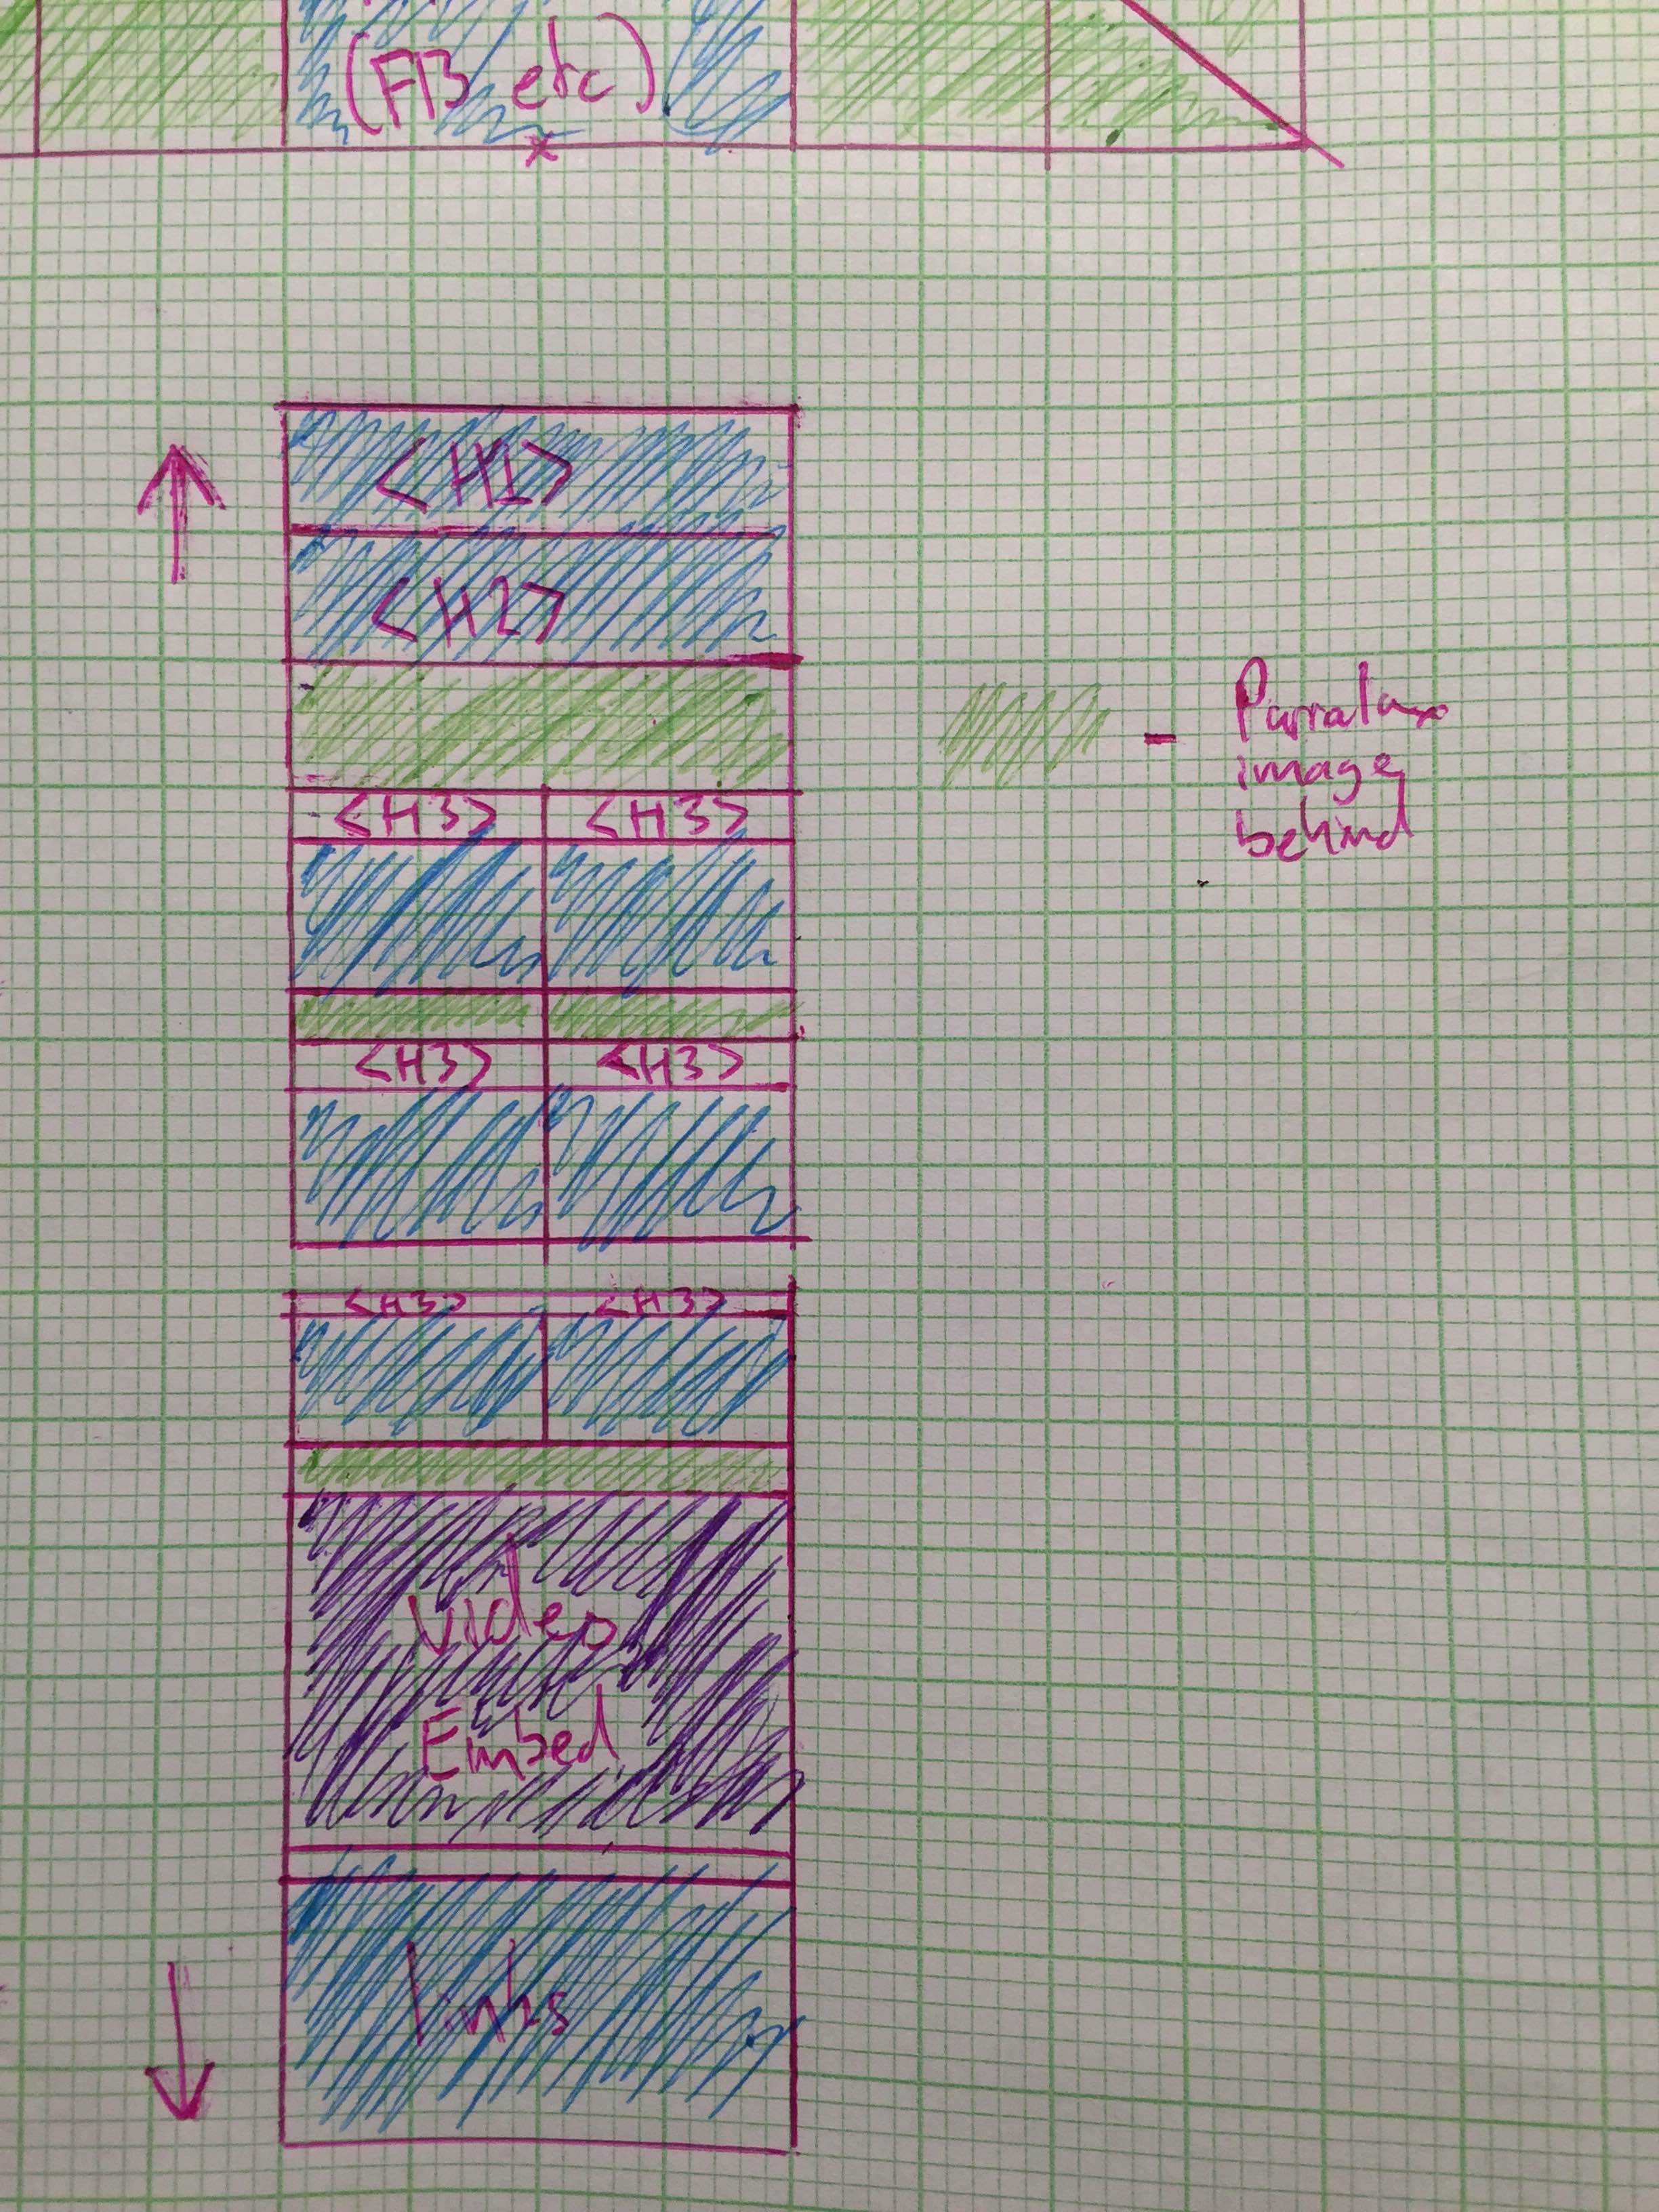 (FB etc)
<H1>
<H2>
- Parralax
image
behind
<H3> <H3>
<H3> <H3>
<H3> <H3>
Video
Embed
links